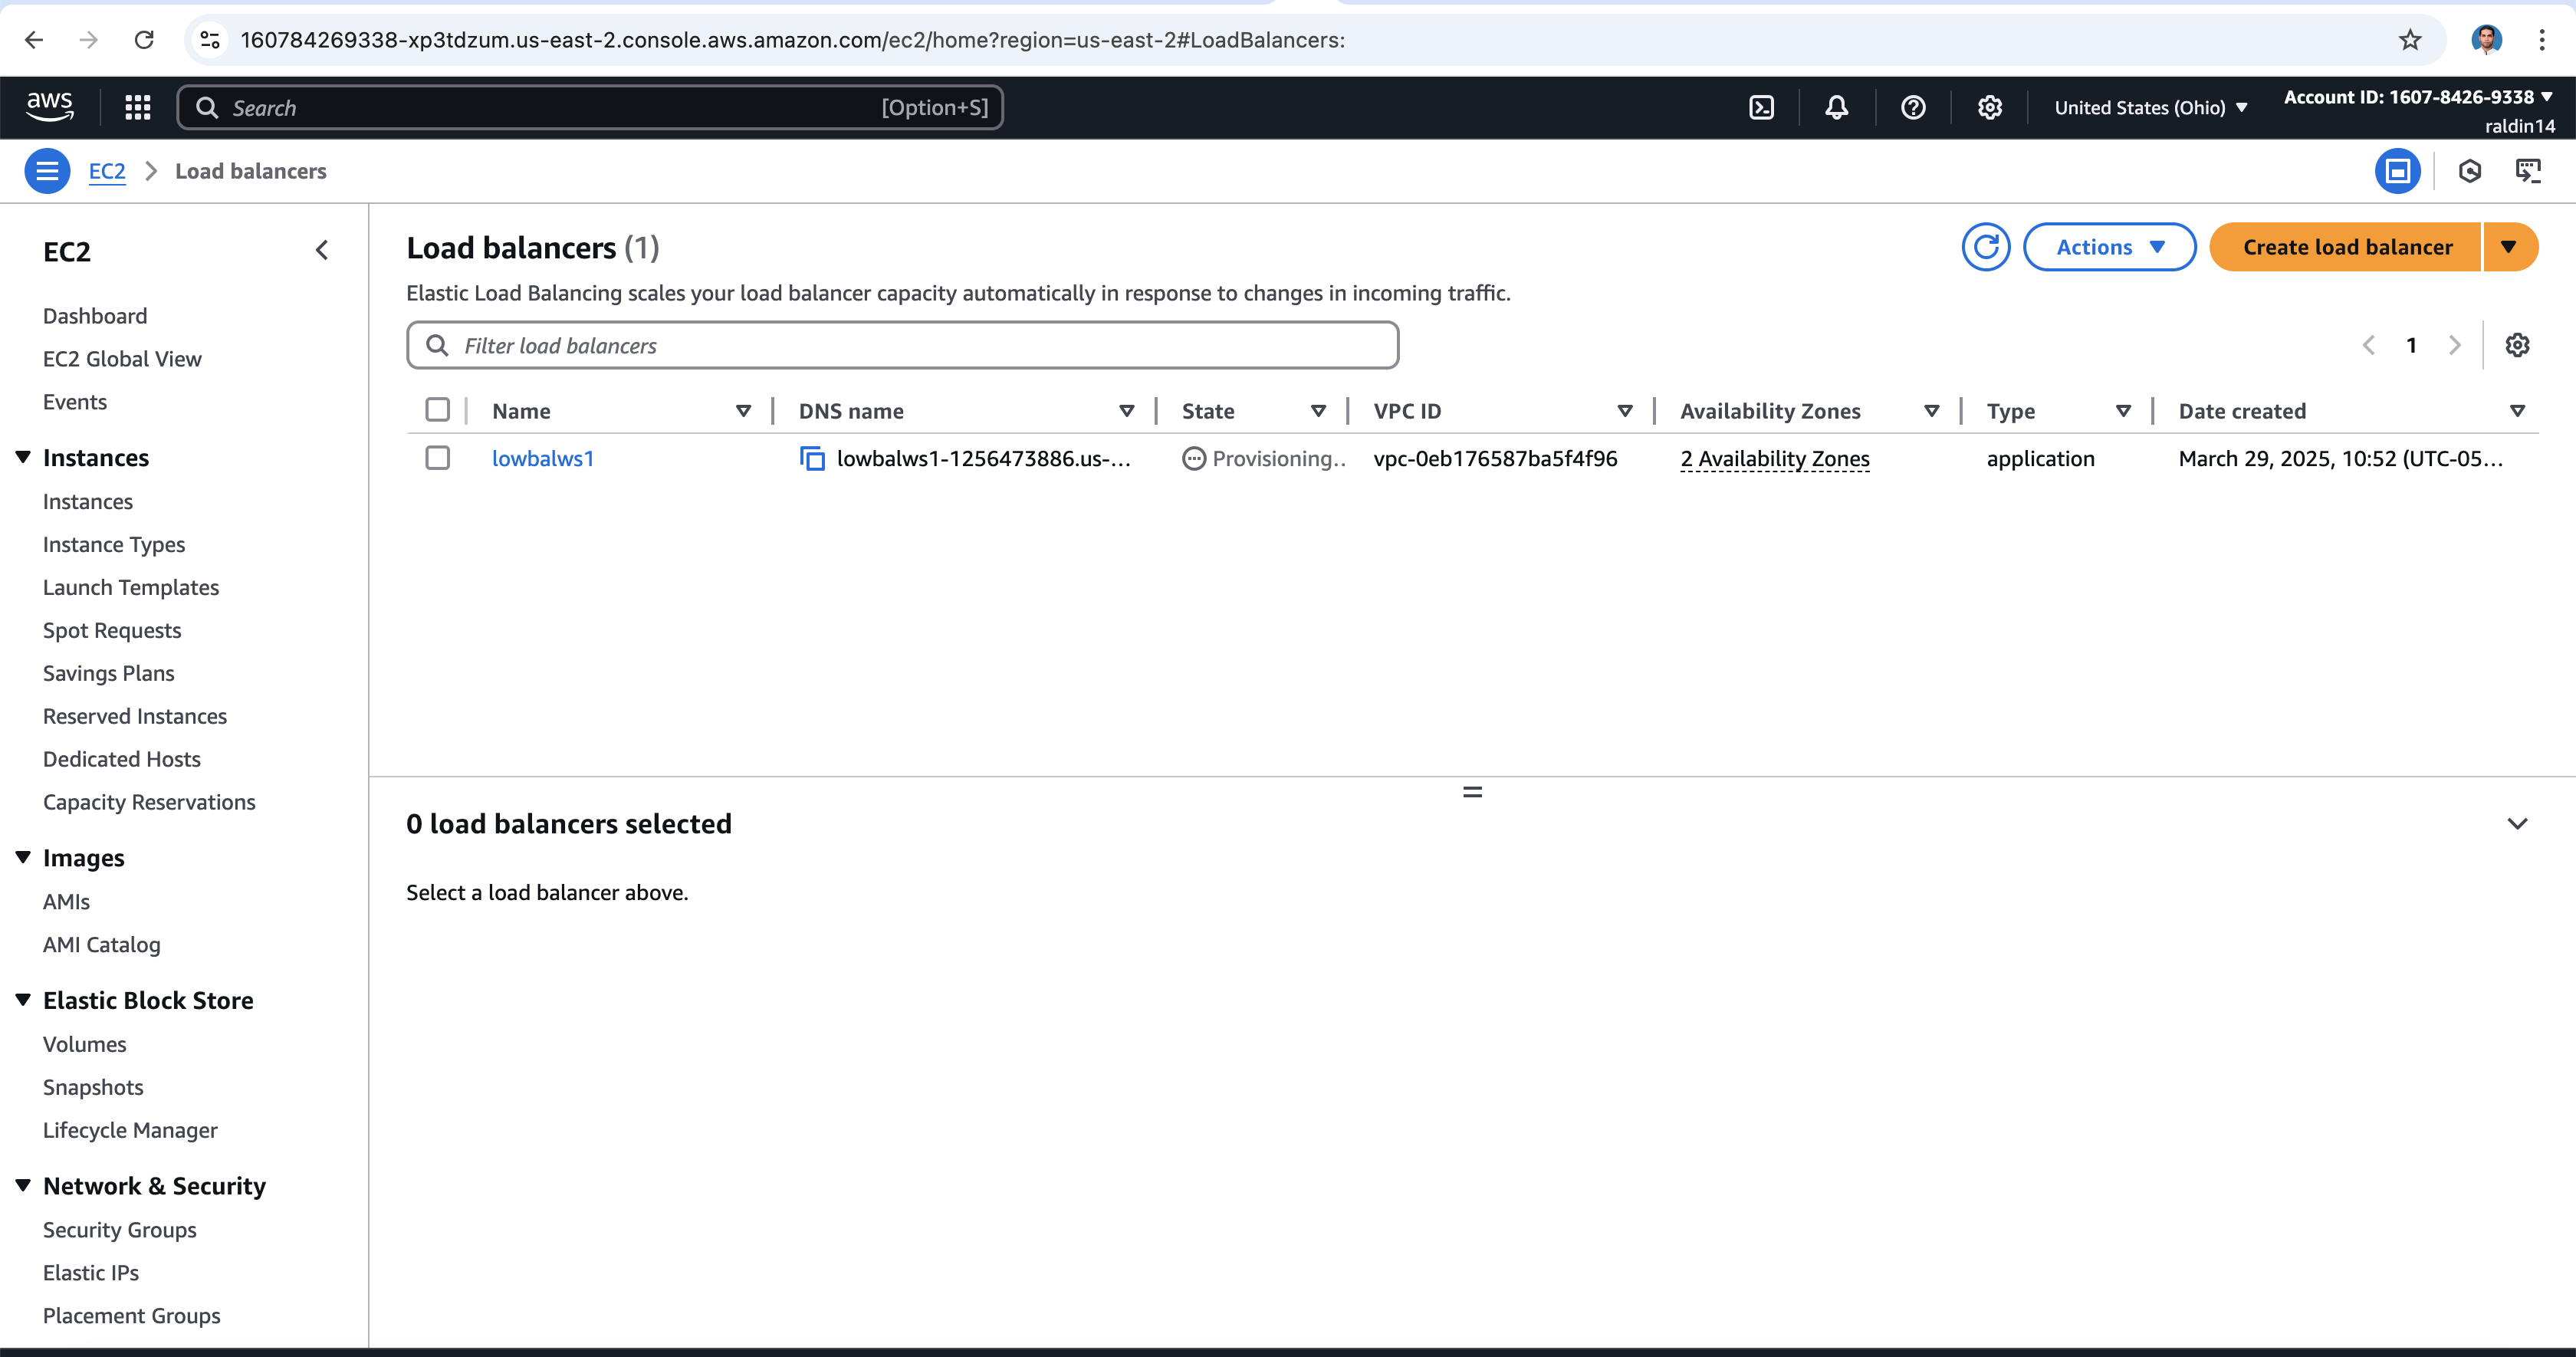 160784269338-xp3tdzum.us-east-2.console.aws.amazon.com/ec2/home?region=us-east-2#LoadBalancers:
aws
Search
[Option+S]
United States (Ohio)
Account ID: 1607-8426-9338
raldin14
EC2
Load balancers
EC2
Dashboard
EC2 Global View
Events
Instances
Instances
Instance Types
Launch Templates
Spot Requests
Savings Plans
Reserved Instances
Dedicated Hosts
Capacity Reservations
Images
AMIs
AMI Catalog
Elastic Block Store
Volumes
Snapshots
Lifecycle Manager
Network & Security
Security Groups
Elastic IPs
Placement Groups
Load balancers (1)
Actions
Create load balancer
Elastic Load Balancing scales your load balancer capacity automatically in response to changes in incoming traffic.
Filter load balancers
1
Name DNS name State VPC ID Availability Zones Type Date created
lowbalws1 lowbalws1-1256473886.us-... Provisioning.. vpc-0eb176587ba5f4f96 2 Availability Zones application March 29, 2025, 10:52 (UTC-05...
0 load balancers selected
Select a load balancer above.